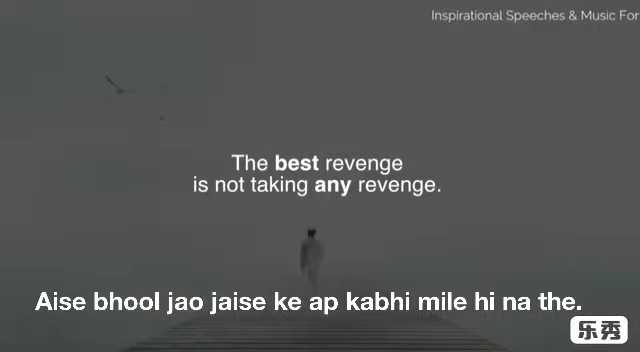 Inspirational Speeches & Music For
The best revenge
is not taking any revenge.
Aise bhool jao jaise ke ap kabhi mile hi na the.
乐秀